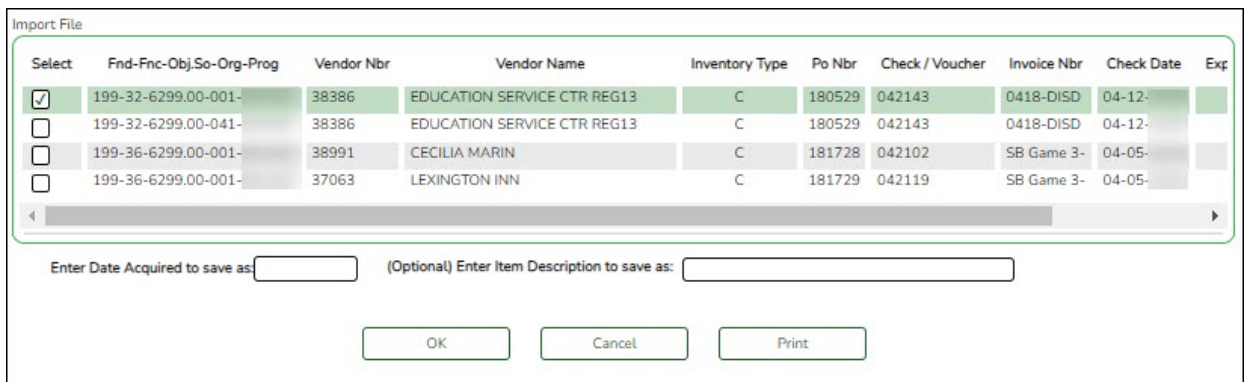 Import File
Select Fnd-Fnc-Obj.So-Org-Prog Vendor Nbr Vendor Name Inventory Type Po Nbr Check / Voucher Invoice Nbr Check Date Exp
199-32-6299.00-001- 38386 EDUCATION SERVICE CTR REG13 C 180529 042143 0418-DISD 04-12-
199-32-6299.00-041- 38386 EDUCATION SERVICE CTR REG13 C 180529 042143 0418-DISD 04-12-
199-36-6299.00-001- 38991 CECILIA MARIN C 181728 042102 SB Game 3- 04-05-
199-36-6299.00-001- 37063 LEXINGTON INN C 181729 042119 SB Game 3- 04-05-
Enter Date Acquired to save as: (Optional) Enter Item Description to save as:
OK Cancel Print